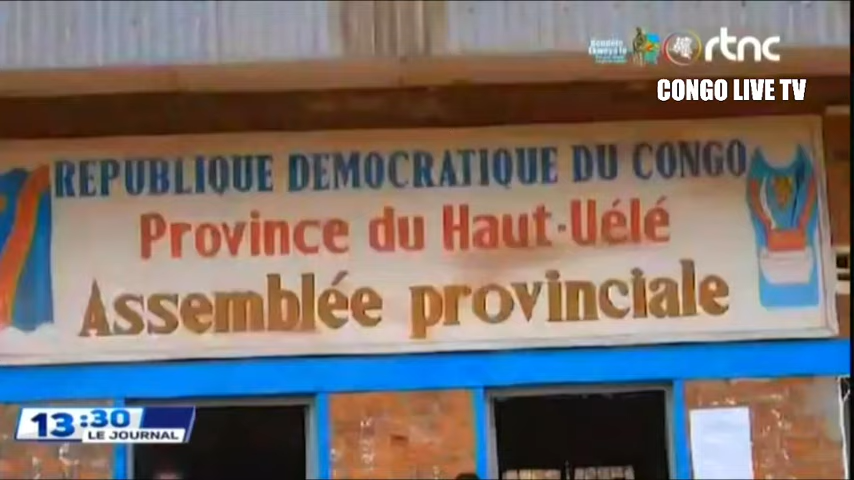 rtnc
CONGO LIVE TV
REPUBLIQUE DEMOCRATIQUE DU CONGO
Province du Haut-Uélé
Assemblée provinciale
13:30
LE JOURNAL